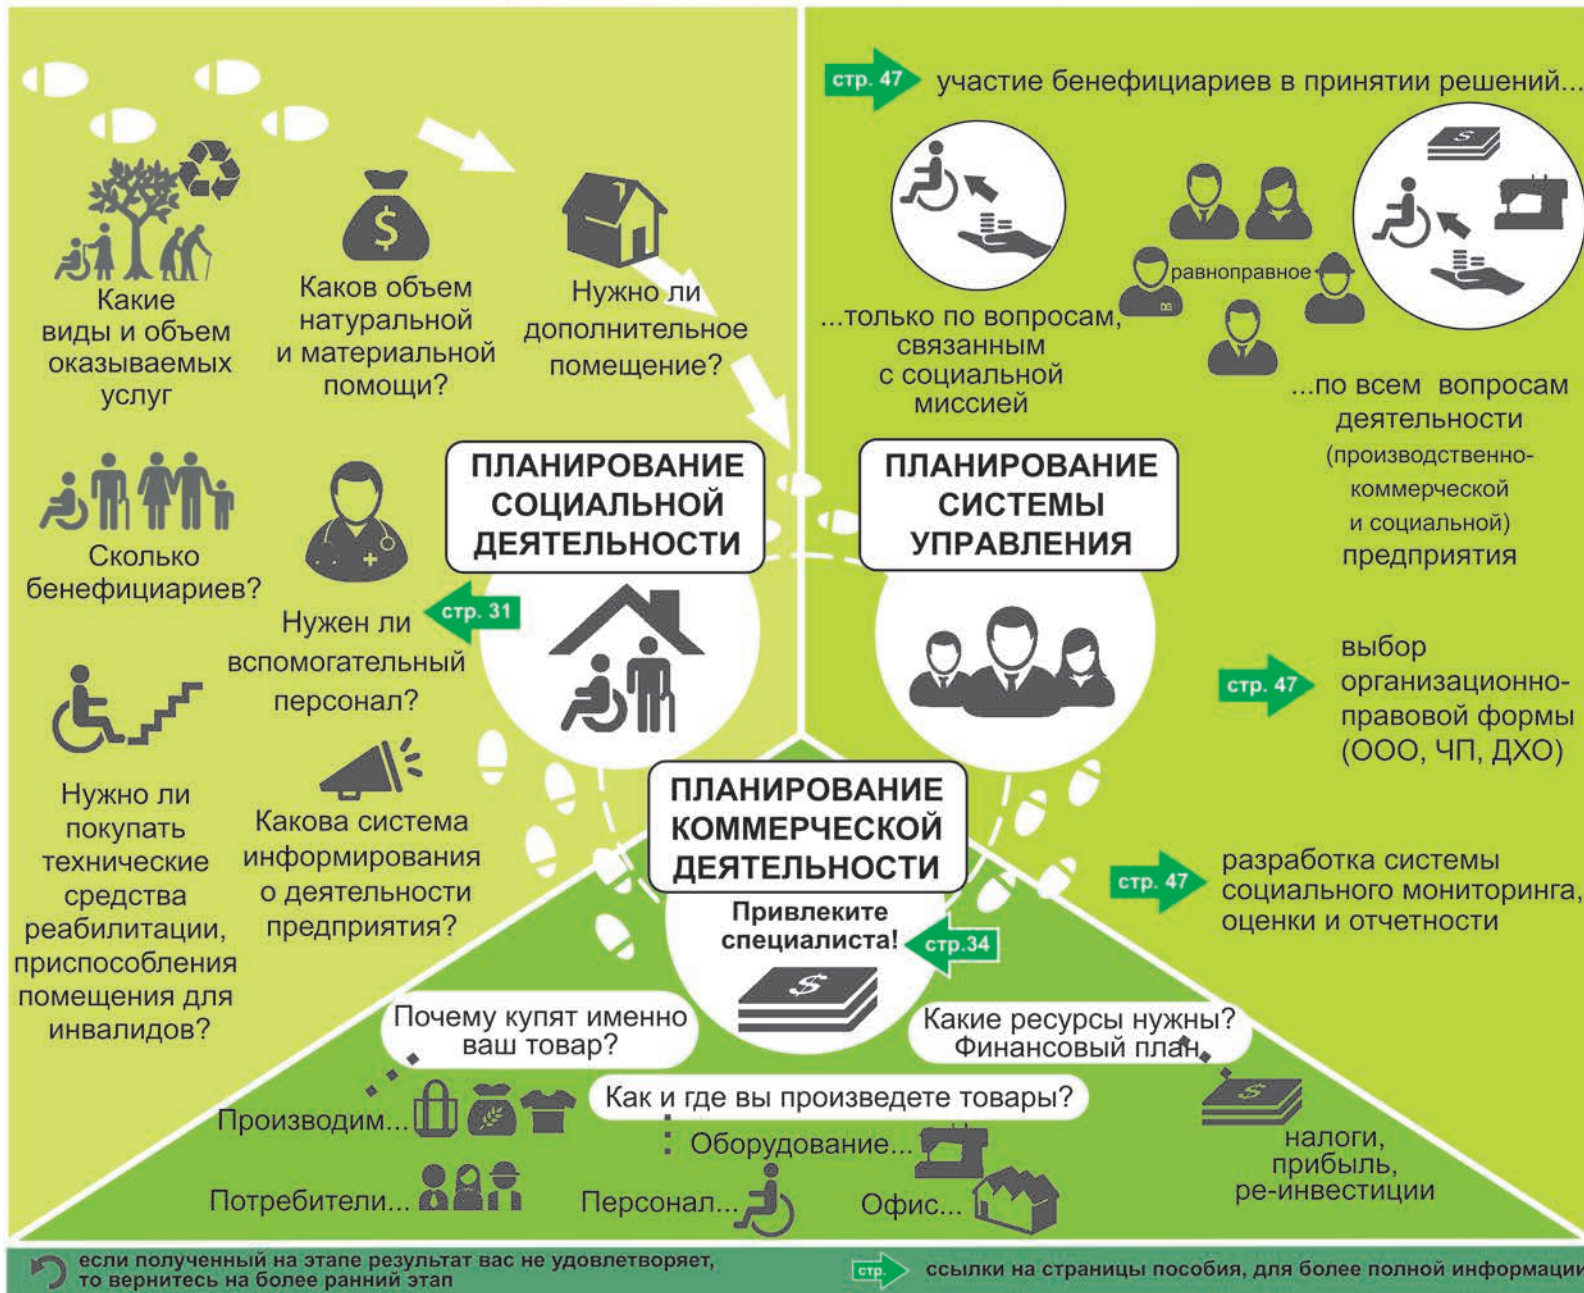 Какие
виды и объем
оказываемых
услуг
$
Каков объем
натуральной
и материальной
помощи?
Нужно ли
дополнительное
помещение?
Сколько
бенефициариев?
Нужен ли
вспомогательный
персонал?
стр. 31
ПЛАНИРОВАНИЕ
СОЦИАЛЬНОЙ
ДЕЯТЕЛЬНОСТИ
Нужно ли
покупать
технические
средства
реабилитации,
приспособления
помещения для
инвалидов?
Какова система
информирования
о деятельности
предприятия?
стр. 47
участие бенефициариев в принятии решений...
...только по вопросам,
связанным
с социальной
миссией
равноправное
$
...по всем вопросам
деятельности
(производственно-
коммерческой
и социальной)
предприятия
ПЛАНИРОВАНИЕ
СИСТЕМЫ
УПРАВЛЕНИЯ
стр. 47
выбор
организационно-
правовой формы
(ООО, ЧП, ДХО)
стр. 47
разработка системы
социального мониторинга,
оценки и отчетности
ПЛАНИРОВАНИЕ
КОММЕРЧЕСКОЙ
ДЕЯТЕЛЬНОСТИ
Привлеките
специалиста!
стр.34
$
Почему купят именно
ваш товар?
Какие ресурсы нужны?
Финансовый план
Как и где вы произведете товары?
Производим...
Оборудование...
Потребители...
Персонал...
Офис...
$
налоги,
прибыль,
ре-инвестиции
если полученный на этапе результат вас не удовлетворяет,
то вернитесь на более ранний этап
стр.
ссылки на страницы пособия, для более полной информации